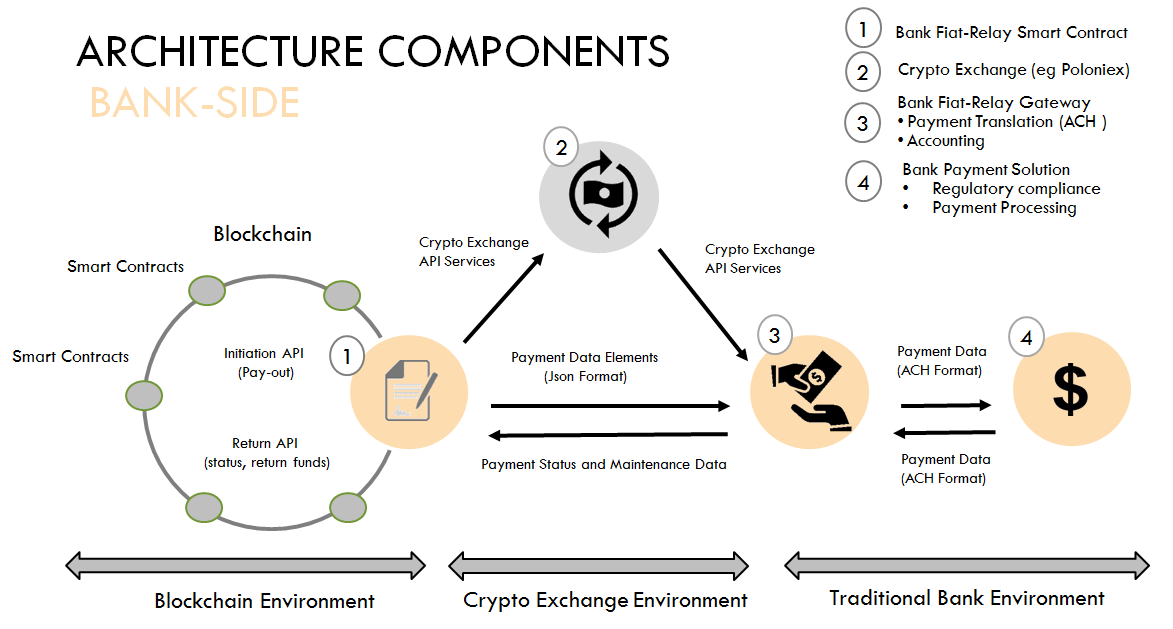 ARCHITECTURE COMPONENTS
BANK-SIDE
1 Bank Fiat-Relay Smart Contract
2 Crypto Exchange (eg Poloniex)
3 Bank Fiat-Relay Gateway
• Payment Translation (ACH )
• Accounting
4 Bank Payment Solution
• Regulatory compliance
• Payment Processing
2
Blockchain
Smart Contracts
Smart Contracts
Crypto Exchange
API Services
Crypto Exchange
API Services
Initiation API
(Pay-out)
1
Return API
(status, return funds)
Payment Data Elements
(Json Format)
Payment Status and Maintenance Data
3
Payment Data
(ACH Format)
Payment Data
(ACH Format)
4
$
Blockchain Environment
Crypto Exchange Environment
Traditional Bank Environment